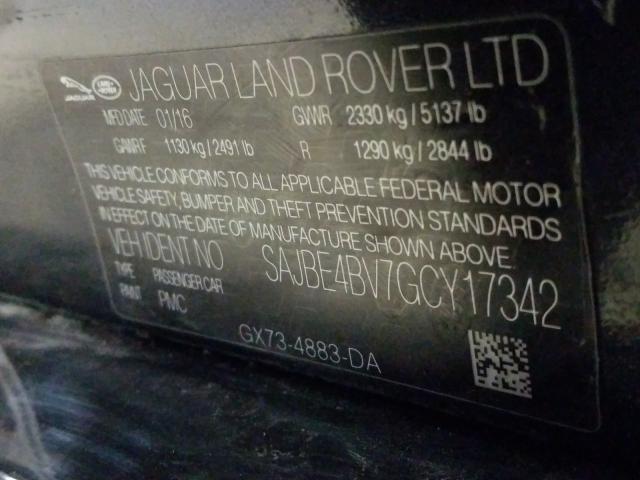 JAGUAR LAND- ROVER JAGUAR LAND ROVER LTD
MFD DATE 01/16 GVWR 2330 kg / 5137 lb
GAWR F 1130 kg / 2491 lb R 1290 kg / 2844 lb
THIS VEHICLE CONFORMS TO ALL APPLICABLE FEDERAL MOTOR
VEHICLE SAFETY, BUMPER AND THEFT PREVENTION STANDARDS
IN EFFECT ON THE DATE OF MANUFACTURE SHOWN ABOVE.
VEH IDENT NO SAJBE4BV7GCY17342
TYPE PASSENGER CAR
PAINT PMC
GX73-4883-DA